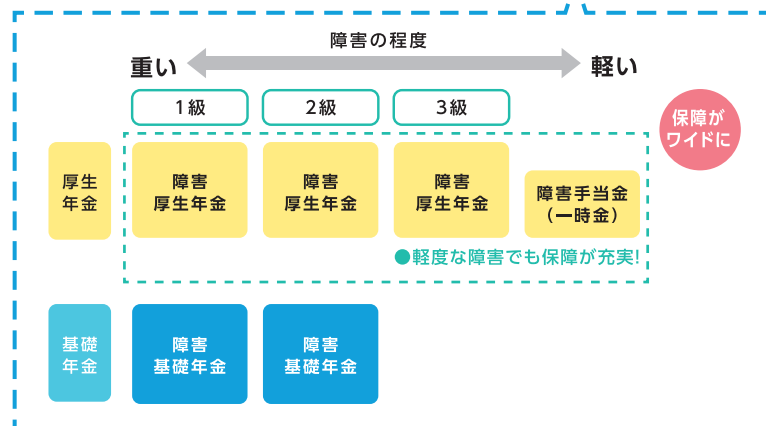 障害の程度
重い
軽い
1級
2級
3級
保障が
ワイドに
厚生
年金
障害
厚生年金
障害
厚生年金
障害
厚生年金
障害手当金
（一時金）
●軽度な障害でも保障が充実!
基礎
年金
障害
基礎年金
障害
基礎年金